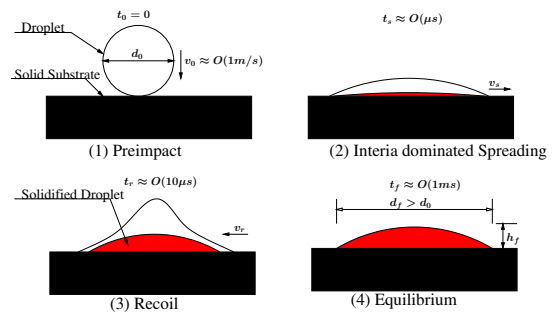 t₀ = 0
Droplet
d₀
v₀ ≈ O(1m/s)
Solid Substrate
(1) Preimpact
tₛ ≈ O(μs)
vₛ
(2) Interia dominated Spreading
tᵣ ≈ O(10μs)
Solidified Droplet
vᵣ
(3) Recoil
t_f ≈ O(1ms)
d_f > d₀
h_f
(4) Equilibrium